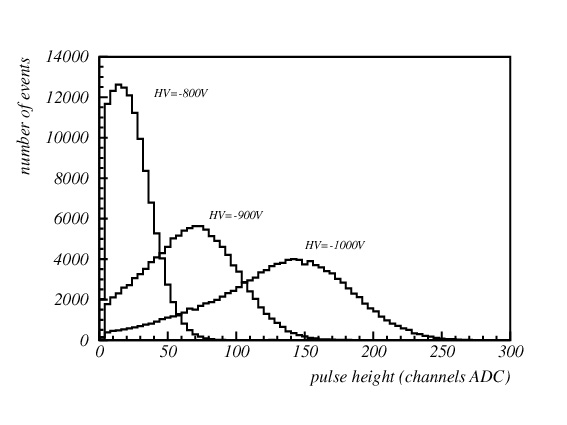 14000
number of events
12000
HV=-800V
10000
8000
6000
HV=-900V
4000
HV=-1000V
2000
0
0 50 100 150 200 250 300
pulse height (channels ADC)